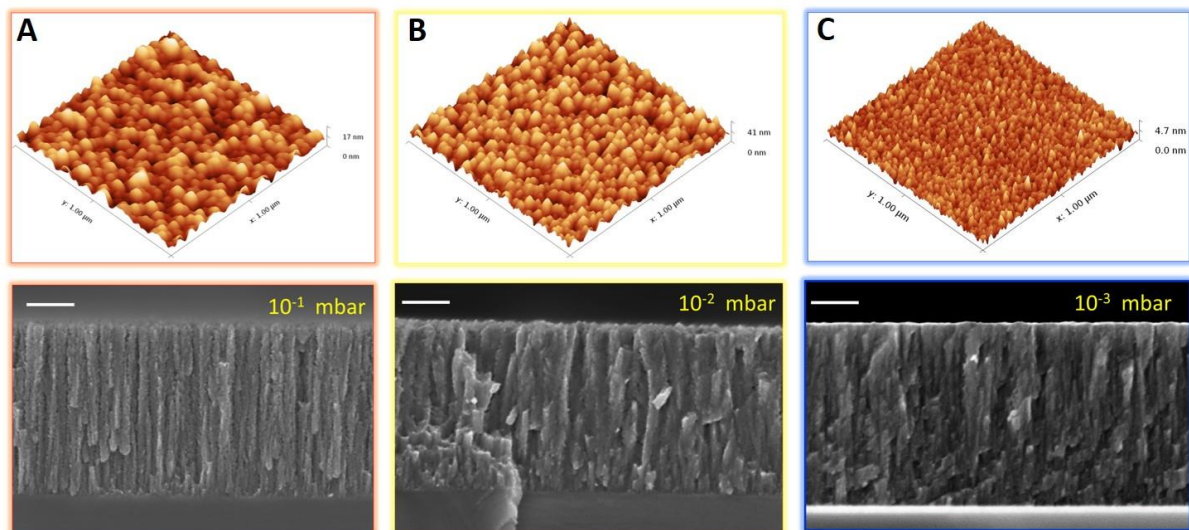 A
17 nm
0 nm
y: 1.00 µm
x: 1.00 µm
B
41 nm
0 nm
y: 1.00 µm
x: 1.00 µm
C
4.7 nm
0.0 nm
y: 1.00 µm
x: 1.00 µm
10⁻¹ mbar
10⁻² mbar
10⁻³ mbar